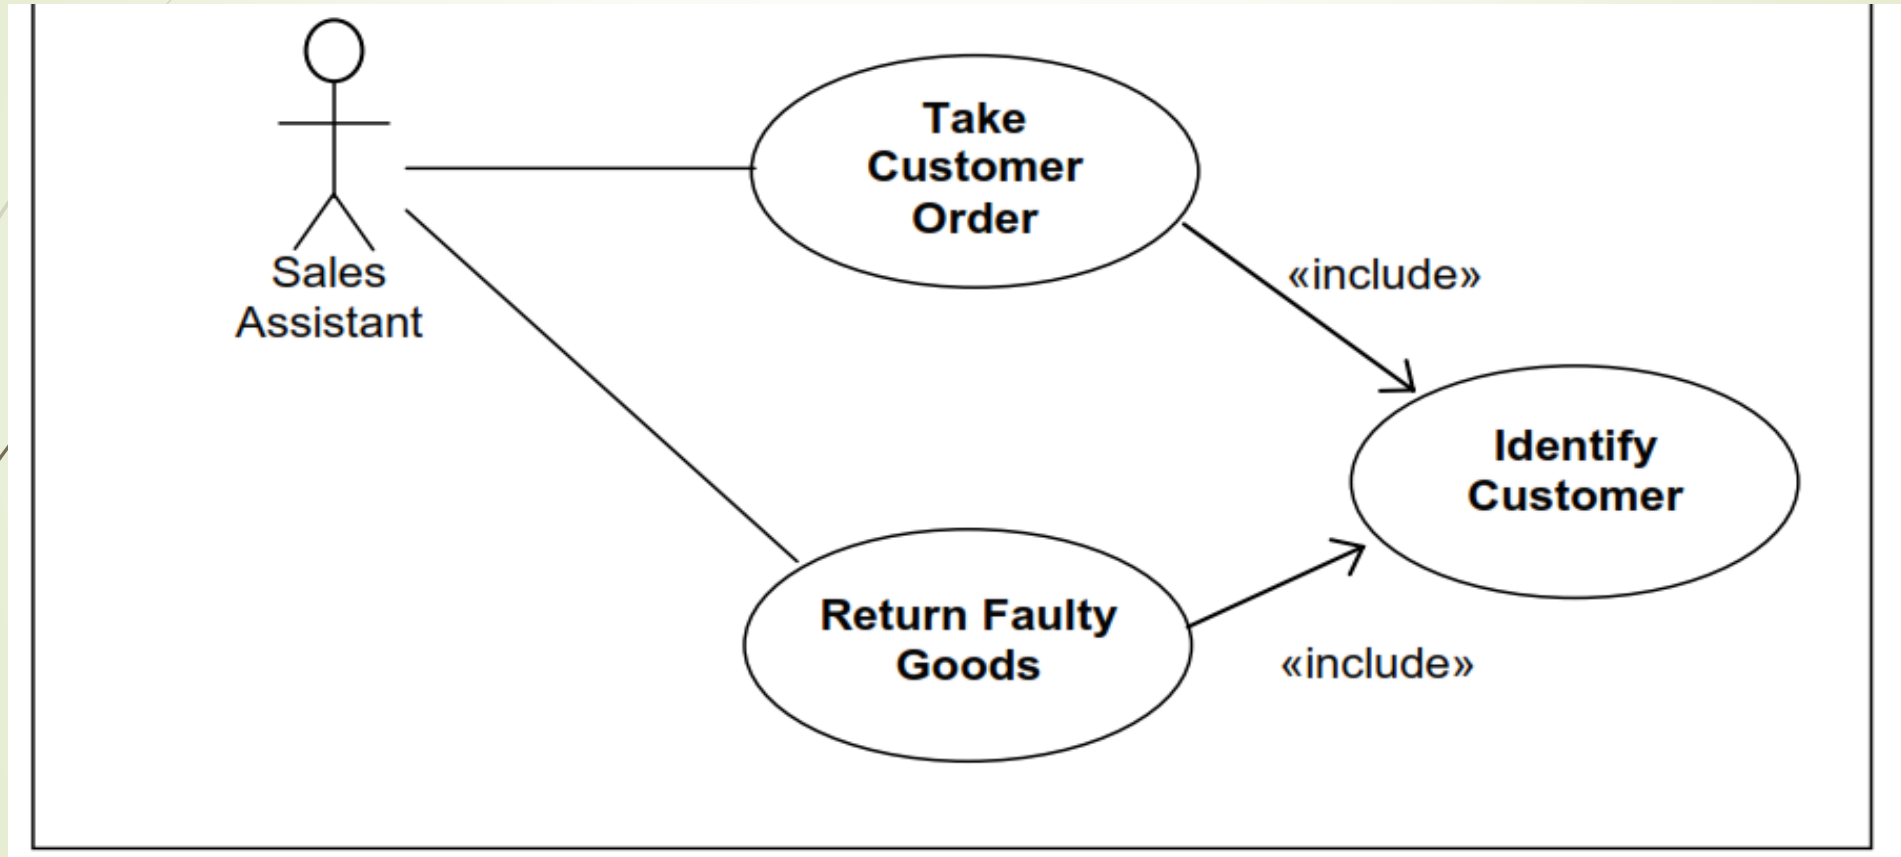 Take
Customer
Order
Sales
Assistant
«include»
Identify
Customer
Return Faulty
Goods
«include»